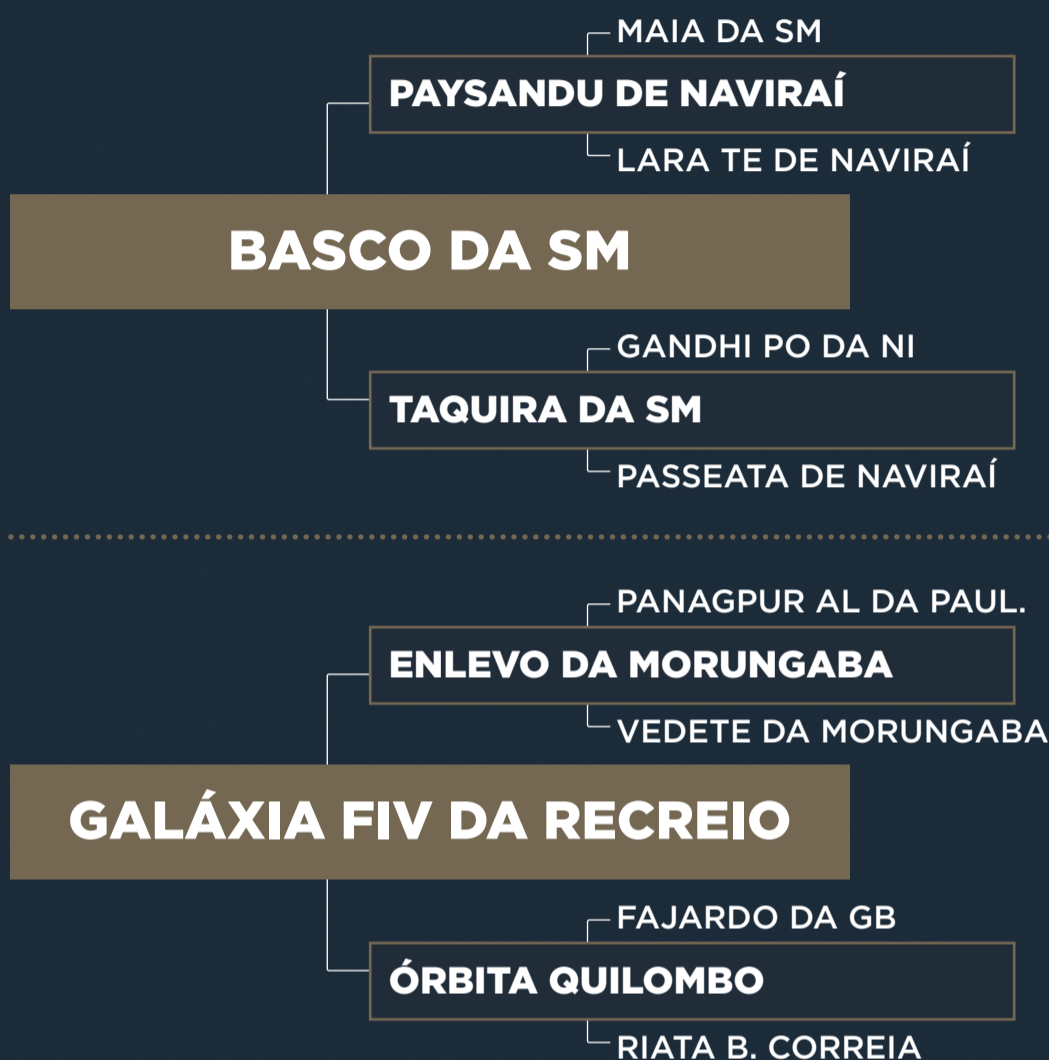 MAIA DA SM
PAYSANDU DE NAVIRAÍ
LARA TE DE NAVIRAÍ
BASCO DA SM
GANDHI PO DA NI
TAQUIRA DA SM
PASSEATA DE NAVIRAÍ
PANAGPUR AL DA PAUL.
ENLEVO DA MORUNGABA
VEDETE DA MORUNGABA
GALÁXIA FIV DA RECREIO
FAJARDO DA GB
ÓRBITA QUILOMBO
RIATA B. CORREIA